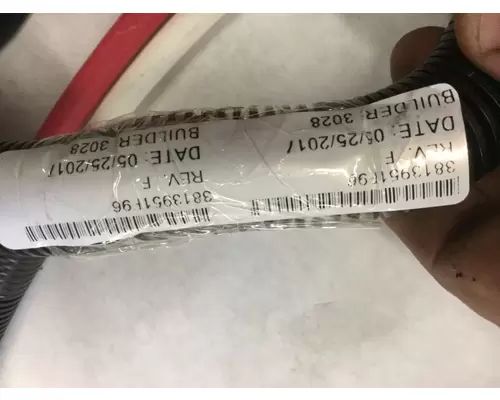 3813951F96
REV. F
DATE: 05/25/2017
BUILDER 3028
3813951F96
REV. F
DATE: 05/25/2017
BUILDER 3028